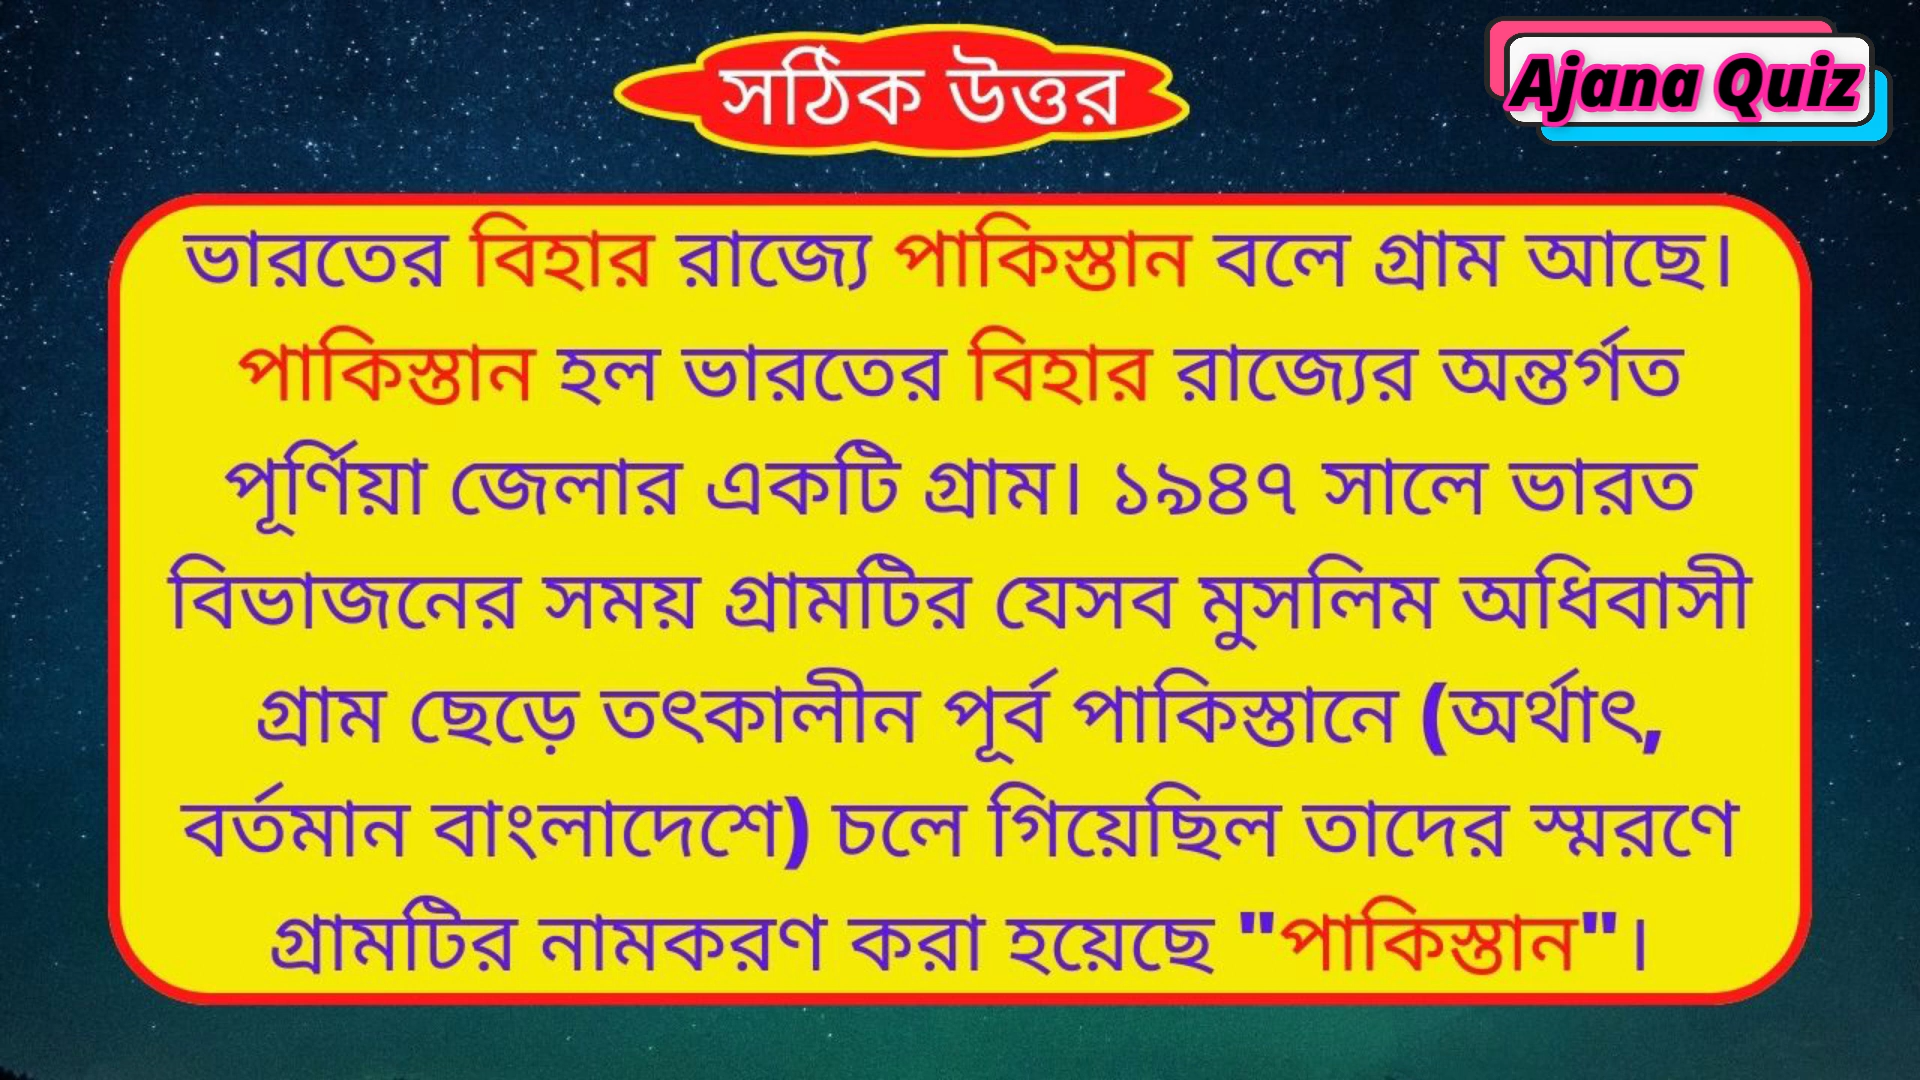 সঠিক উত্তর
Ajana Quiz
ভারতের বিহার রাজ্যে পাকিস্তান বলে গ্রাম আছে।
পাকিস্তান হল ভারতের বিহার রাজ্যের অন্তর্গত
পূর্ণিয়া জেলার একটি গ্রাম। ১৯৪৭ সালে ভারত
বিভাজনের সময় গ্রামটির যেসব মুসলিম অধিবাসী
গ্রাম ছেড়ে তৎকালীন পূর্ব পাকিস্তানে (অর্থাৎ,
বর্তমান বাংলাদেশে) চলে গিয়েছিল তাদের স্মরণে
গ্রামটির নামকরণ করা হয়েছে "পাকিস্তান"।